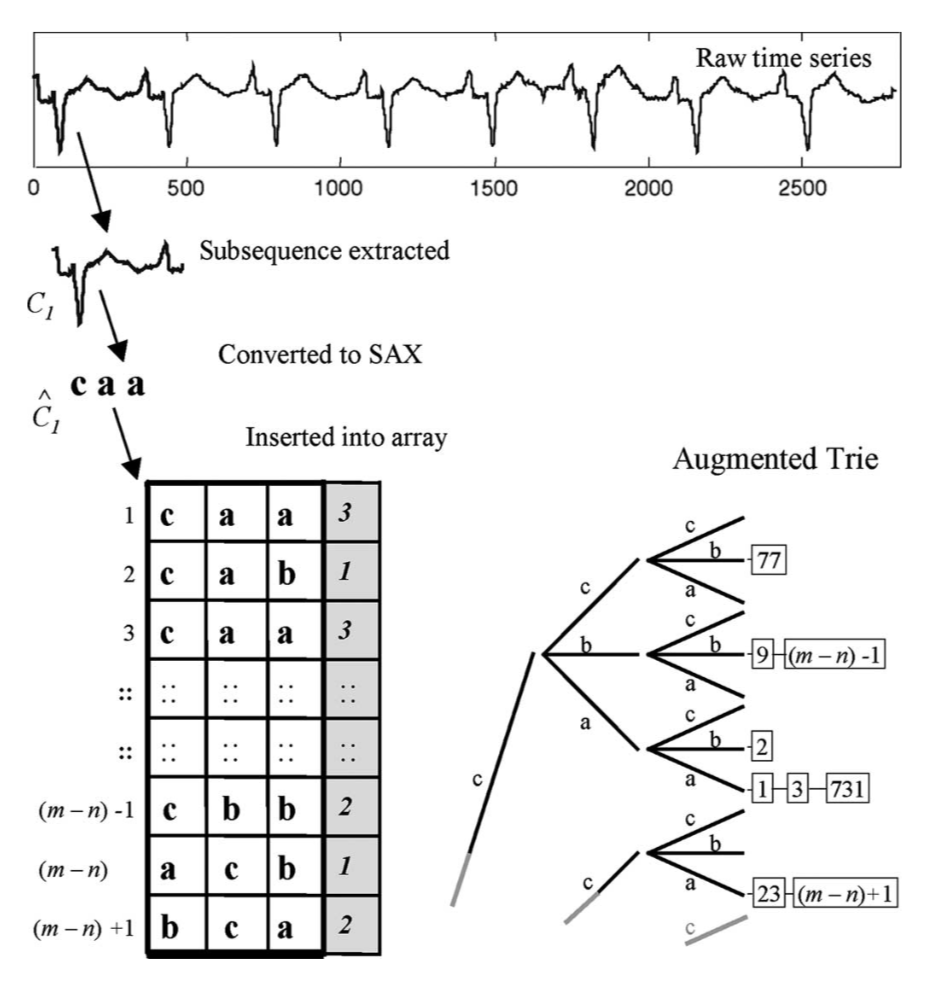 Raw time series
0 500 1000 1500 2000 2500
Subsequence extracted
C1
Converted to SAX
c a a
^
C1
Inserted into array
Augmented Trie
1 c a a 3
2 c a b 1
3 c a a 3
:: :: :: :: ::
:: :: :: :: ::
(m – n) -1 c b b 2
(m – n) a c b 1
(m – n) +1 b c a 2
c
b 77
a
c
c
b
b 9 (m – n) -1
a
a
c
b 2
a 1 3 731
c
c
b
c
a 23 (m – n)+1
c